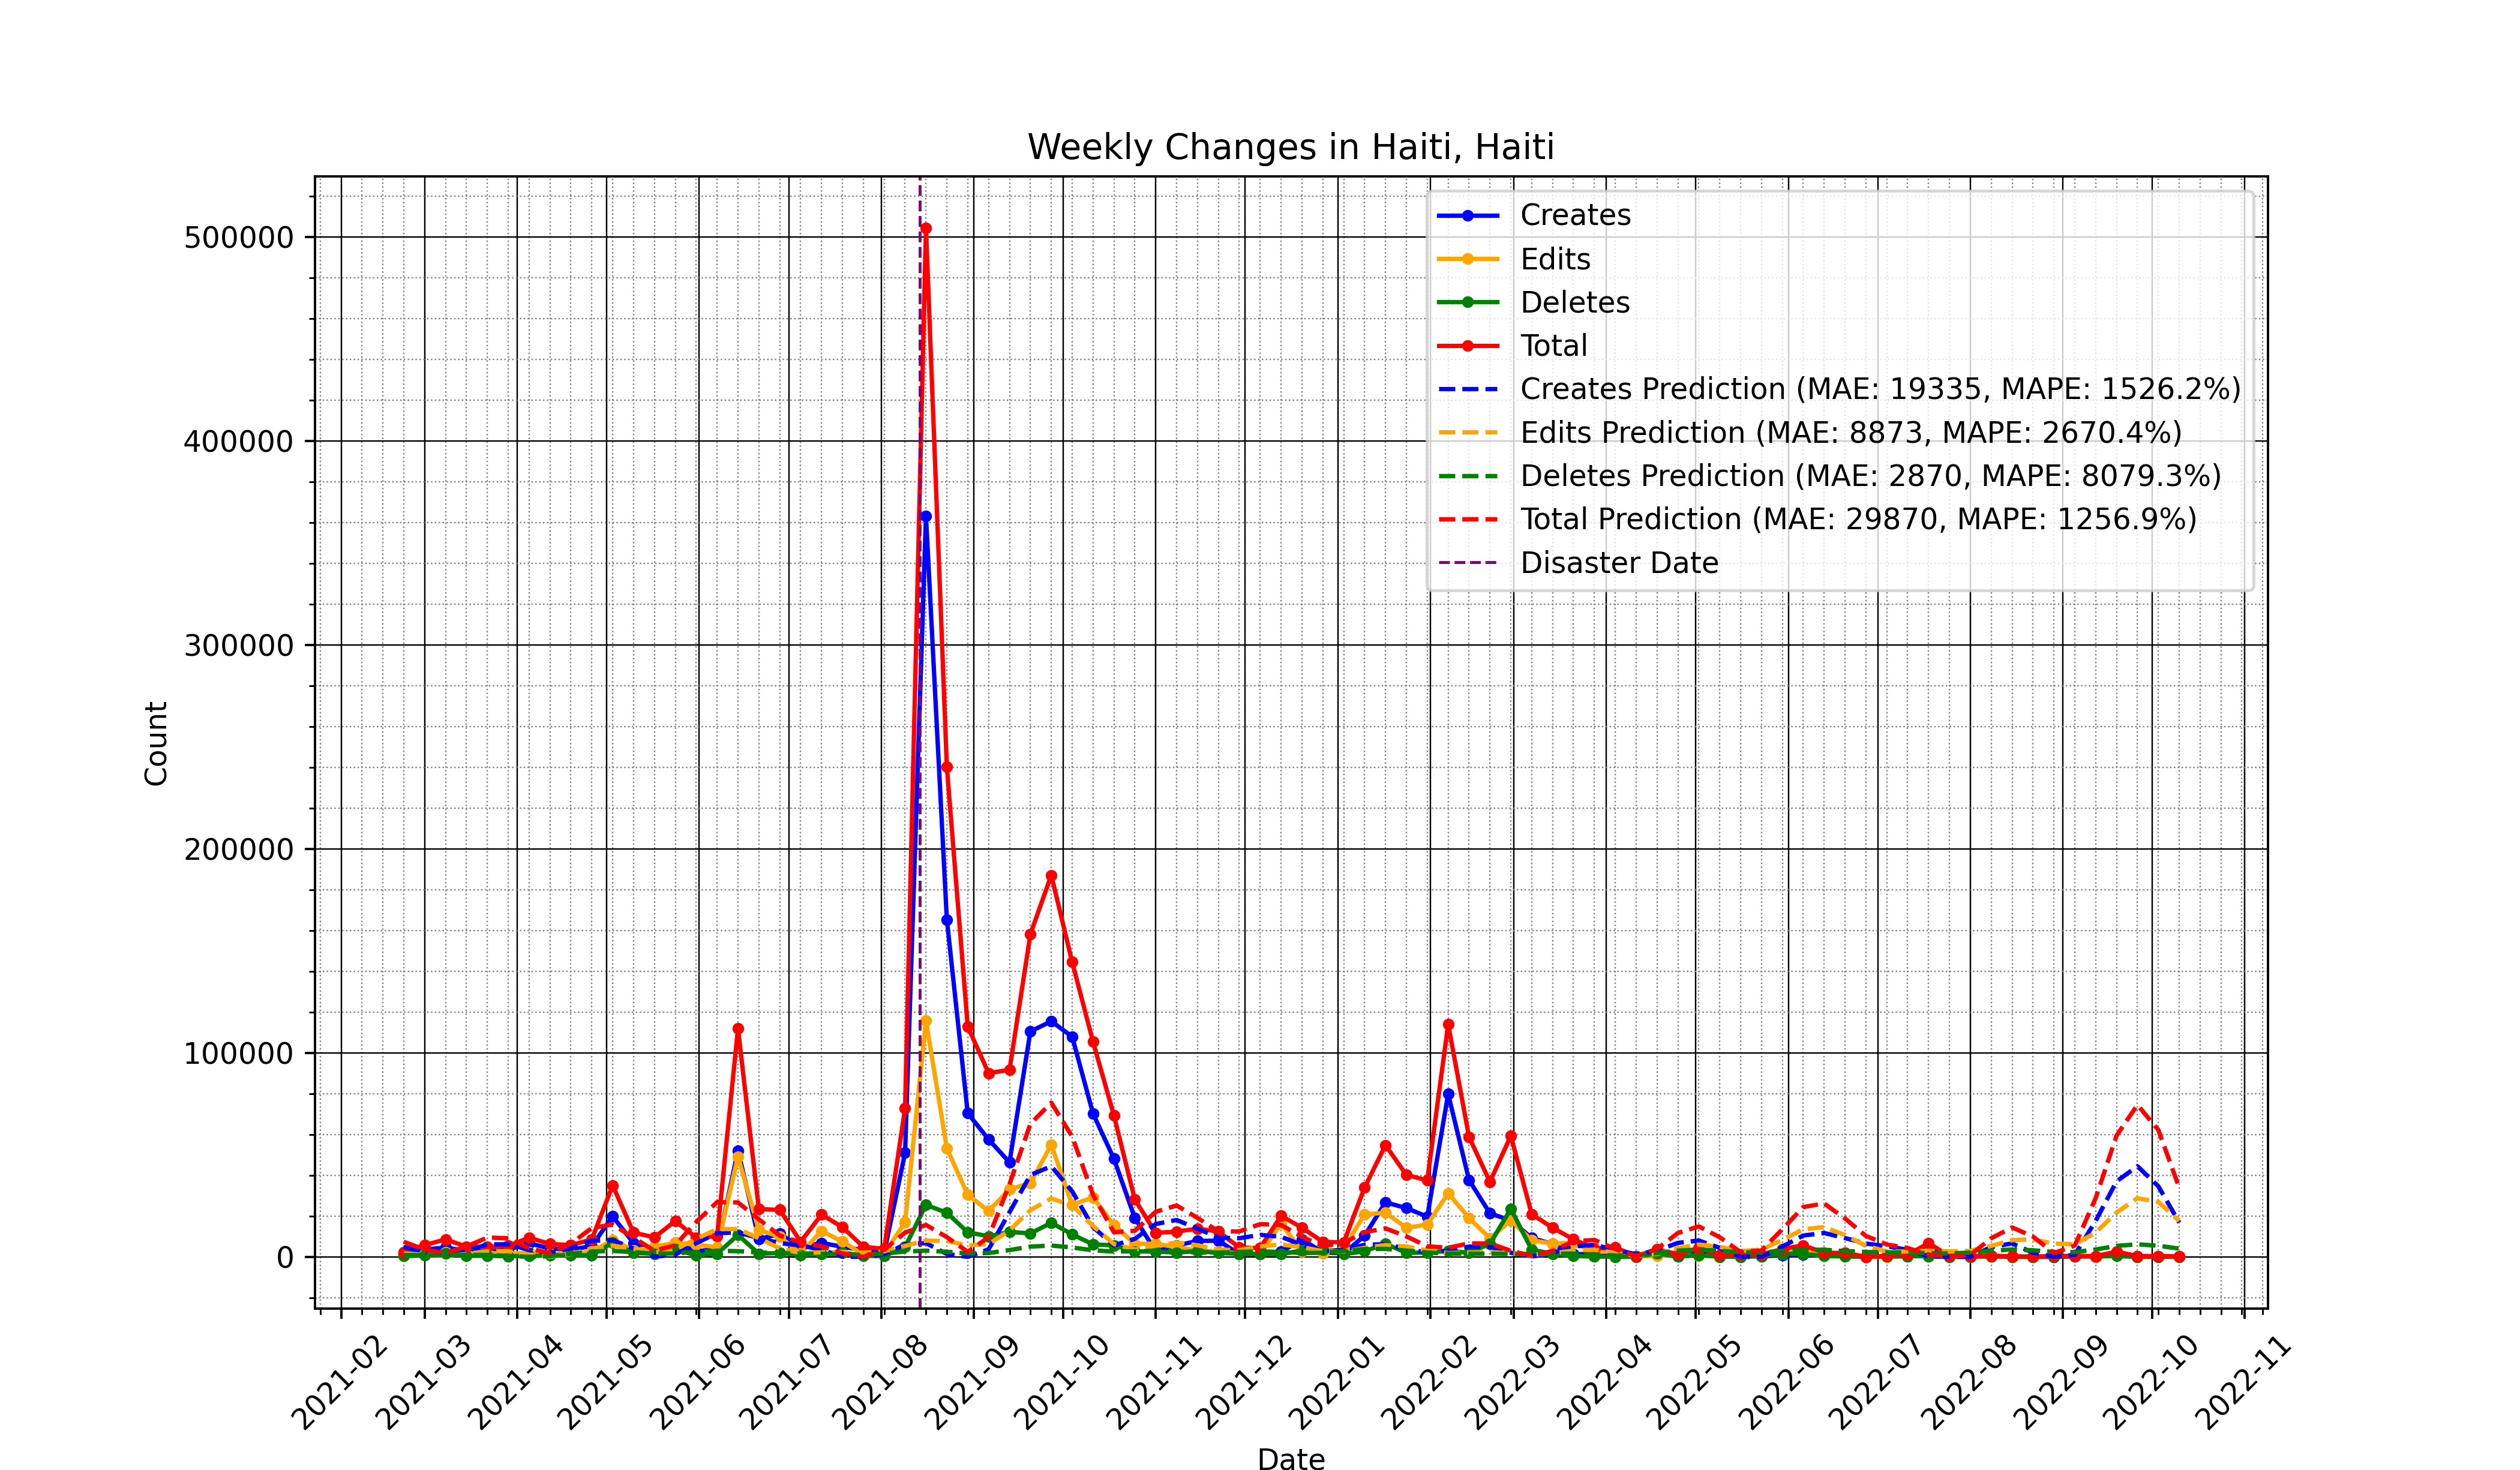 Weekly Changes in Haiti, Haiti
Creates
Edits
Deletes
Total
Creates Prediction (MAE: 19335, MAPE: 1526.2%)
Edits Prediction (MAE: 8873, MAPE: 2670.4%)
Deletes Prediction (MAE: 2870, MAPE: 8079.3%)
Total Prediction (MAE: 29870, MAPE: 1256.9%)
Disaster Date
500000
400000
300000
200000
100000
0
Count
2021-02
2021-03
2021-04
2021-05
2021-06
2021-07
2021-08
2021-09
2021-10
2021-11
2021-12
2022-01
2022-02
2022-03
2022-04
2022-05
2022-06
2022-07
2022-08
2022-09
2022-10
2022-11
Date